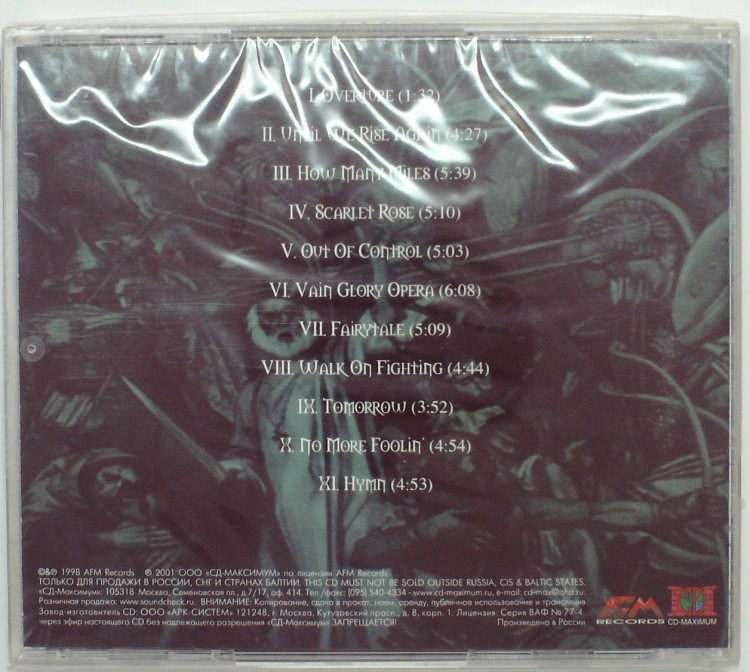 I. Overture (1:32)
II. Until We Rise Again (4:27)
III. How Many Miles (5:39)
IV. Scarlet Rose (5:10)
V. Out Of Control (5:03)
VI. Vain Glory Opera (6:08)
VII. Fairytale (5:09)
VIII. Walk On Fighting (4:44)
IX. Tomorrow (3:52)
X. No More Foolin' (4:54)
XI. Hymn (4:53)
©&℗ 1998 AFM Records ℗ 2001 ООО «СД-МАКСИМУМ» по лицензии AFM Records
ТОЛЬКО ДЛЯ ПРОДАЖИ В РОССИИ, СНГ И СТРАНАХ БАЛТИИ. THIS CD MUST NOT BE SOLD OUTSIDE RUSSIA, CIS & BALTIC STATES.
«СД-Максимум»: 105318 Москва, Семеновская пл., д.7/17, оф. 414. Тел./факс: (095) 540-4334 • www.cd-maximum.ru, e-mail: cd-max@aha.ru.
Розничная продажа: www.soundcheck.ru. ВНИМАНИЕ: Копирование, сдача в прокат, наем, аренду, публичное использование и трансляция
Завод-изготовитель CD: ООО «АРК-СИСТЕМ» 121248, г. Москва, Кутузовский просп., д. 8, корп. 1. Лицензия: Серия ВАФ № 77-4.
через эфир настоящего CD без надлежащего разрешения «СД-Максимум» ЗАПРЕЩАЕТСЯ! Произведено в России
AFM
RECORDS
CD-MAXIMUM